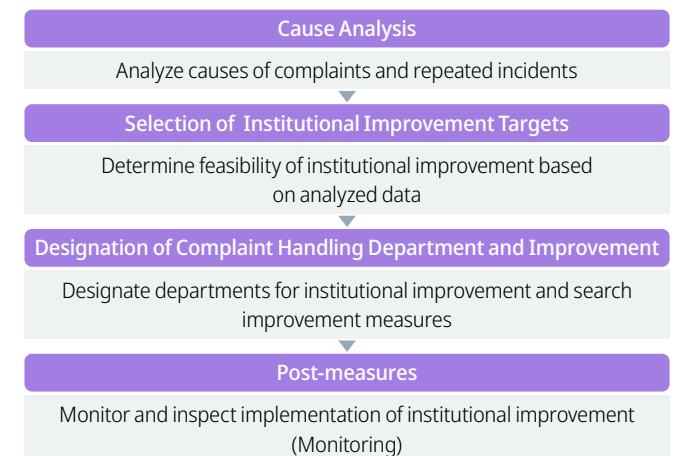 Cause Analysis
Analyze causes of complaints and repeated incidents
Selection of Institutional Improvement Targets
Determine feasibility of institutional improvement based
on analyzed data
Designation of Complaint Handling Department and Improvement
Designate departments for institutional improvement and search
improvement measures
Post-measures
Monitor and inspect implementation of institutional improvement
(Monitoring)